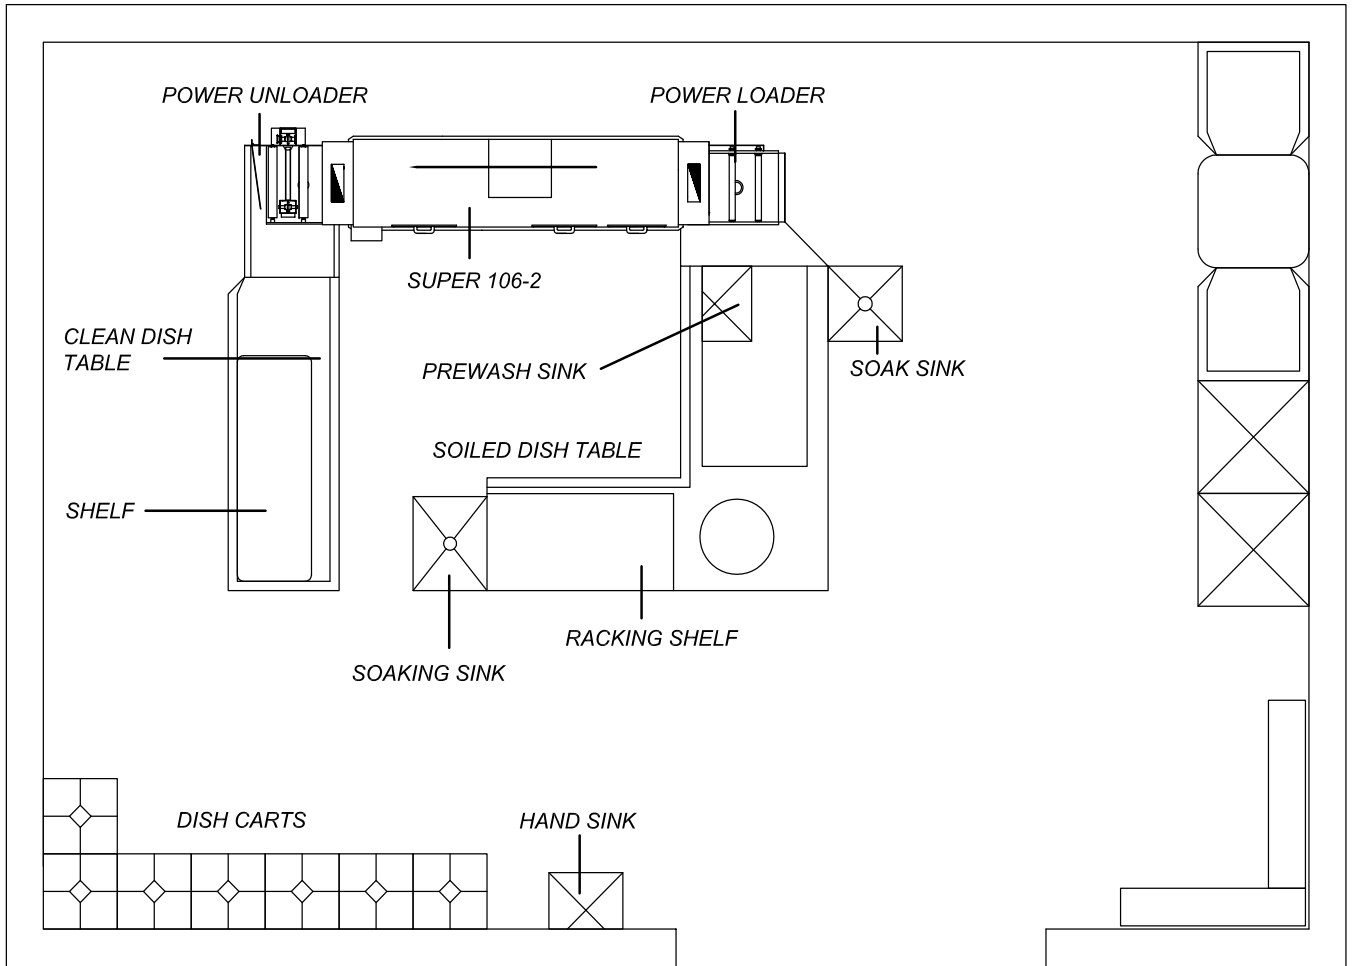 POWER UNLOADER
POWER LOADER
SUPER 106-2
CLEAN DISH
TABLE
PREWASH SINK
SOAK SINK
SOILED DISH TABLE
SHELF
RACKING SHELF
SOAKING SINK
DISH CARTS
HAND SINK